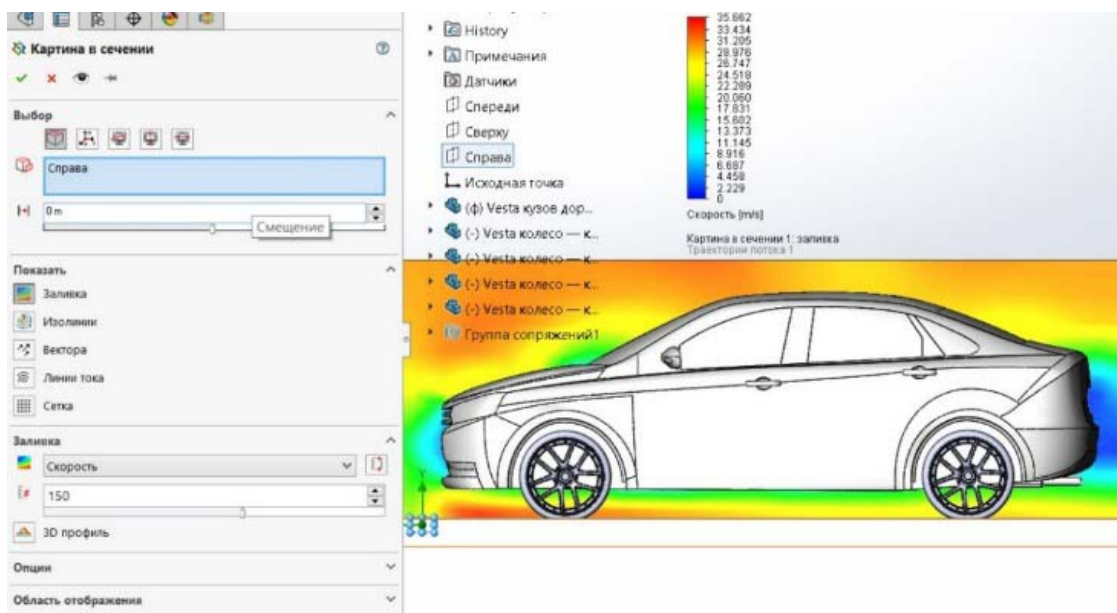 Картина в сечении
Выбор
Справа
0 m
Смещение
Показать
Заливка
Изолинии
Вектора
Линии тока
Сетка
Заливка
Скорость
150
3D профиль
Опции
Область отображения
History
Примечания
Датчики
Спереди
Сверху
Справа
Исходная точка
(ф) Vesta кузов дор...
(-) Vesta колесо — к...
(-) Vesta колесо — к...
(-) Vesta колесо — к...
(-) Vesta колесо — к...
Группа сопряжений1
35.662
33.434
31.205
28.976
26.747
24.518
22.289
20.060
17.831
15.602
13.373
11.145
8.916
6.687
4.458
2.229
0
Скорость [m/s]
Картина в сечении 1: заливка
Траектории потока 1
Y